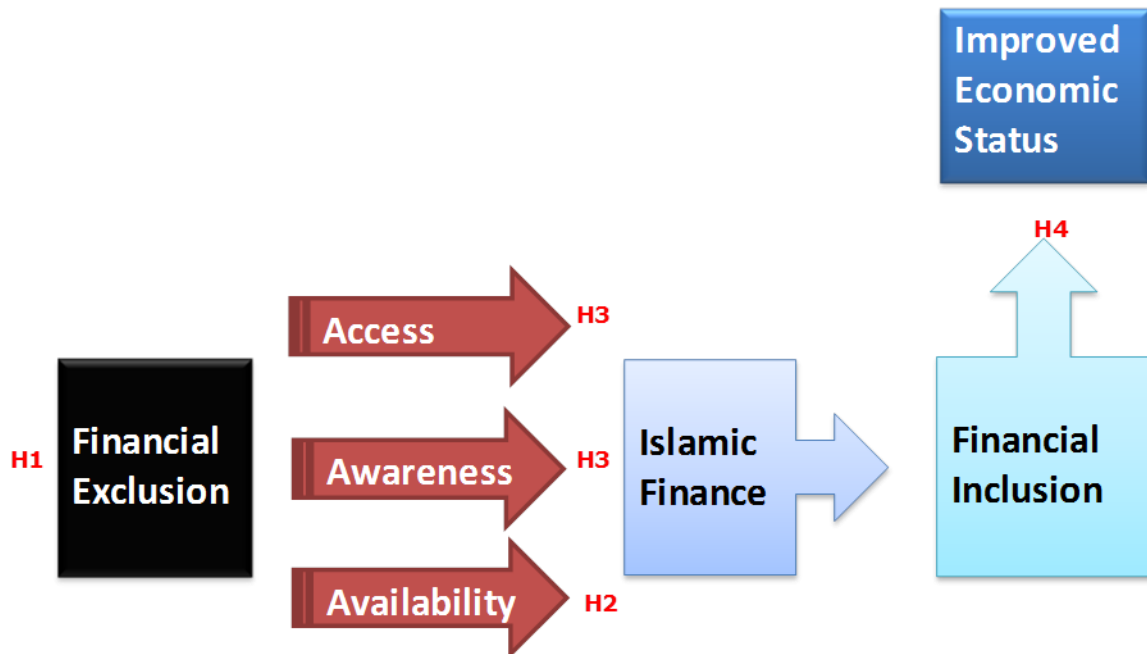 Improved
Economic
Status
H4
Access
H3
H1
Financial
Exclusion
Awareness
H3
Islamic
Finance
Financial
Inclusion
Availability
H2